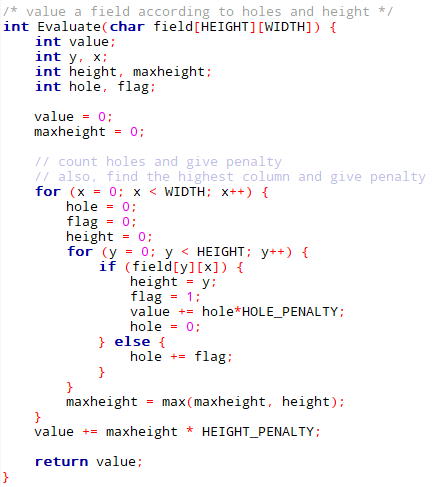 /* value a field according to holes and height */
int Evaluate(char field[HEIGHT][WIDTH]) {
    int value;
    int y, x;
    int height, maxheight;
    int hole, flag;

    value = 0;
    maxheight = 0;

    // count holes and give penalty
    // also, find the highest column and give penalty
    for (x = 0; x < WIDTH; x++) {
        hole = 0;
        flag = 0;
        height = 0;
        for (y = 0; y < HEIGHT; y++) {
            if (field[y][x]) {
                height = y;
                flag = 1;
                value += hole*HOLE_PENALTY;
                hole = 0;
            } else {
                hole += flag;
            }
        }
        maxheight = max(maxheight, height);
    }
    value += maxheight * HEIGHT_PENALTY;

    return value;
}